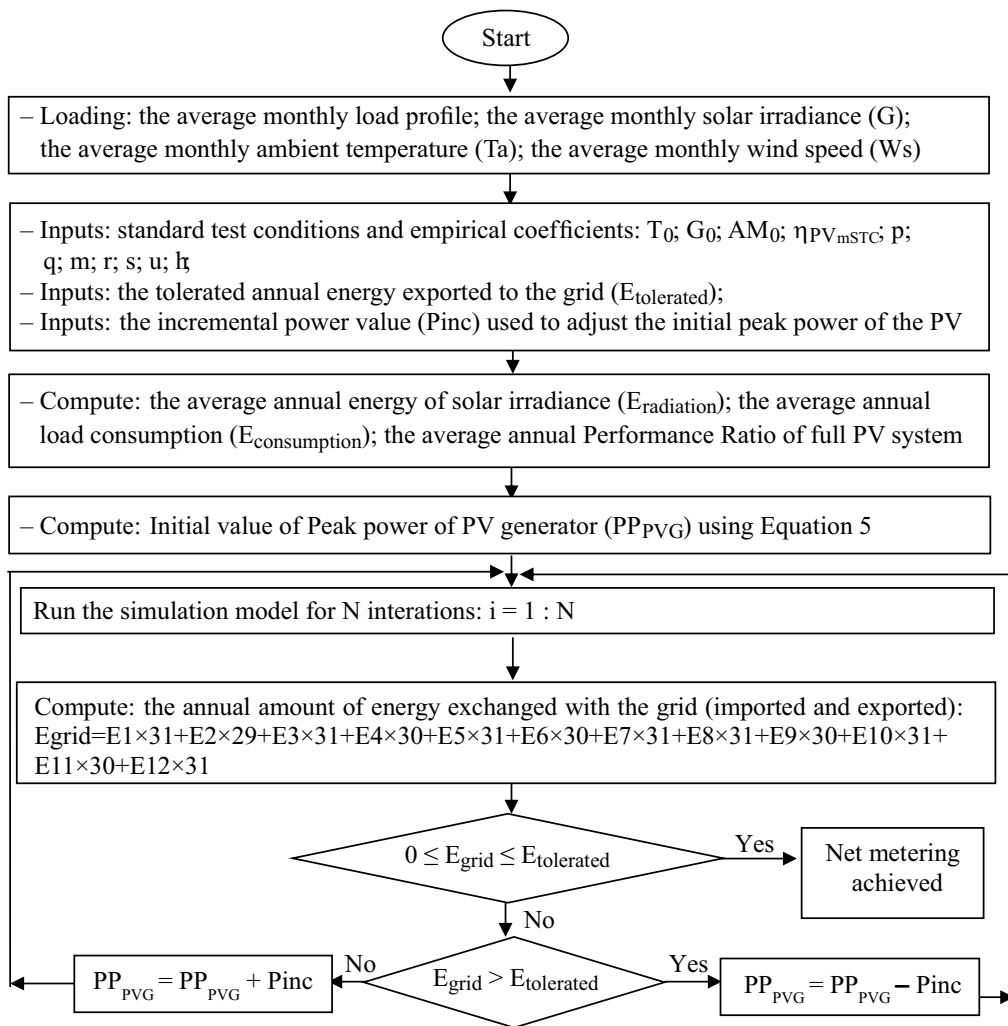 Start
– Loading: the average monthly load profile; the average monthly solar irradiance (G);
the average monthly ambient temperature (Ta); the average monthly wind speed (Ws)
– Inputs: standard test conditions and empirical coefficients: T0; G0; AM0; ηPVmSTC; p;
q; m; r; s; u; h;
– Inputs: the tolerated annual energy exported to the grid (Etolerated);
– Inputs: the incremental power value (Pinc) used to adjust the initial peak power of the PV
– Compute: the average annual energy of solar irradiance (Eradiation); the average annual
load consumption (Econsumption); the average annual Performance Ratio of full PV system
– Compute: Initial value of Peak power of PV generator (PPPVG) using Equation 5
Run the simulation model for N interations: i = 1 : N
Compute: the annual amount of energy exchanged with the grid (imported and exported):
Egrid=E1×31+E2×29+E3×31+E4×30+E5×31+E6×30+E7×31+E8×31+E9×30+E10×31+
E11×30+E12×31
0 ≤ Egrid ≤ Etolerated
Yes
Net metering
achieved
No
Egrid > Etolerated
No
PPPVG = PPPVG + Pinc
Yes
PPPVG = PPPVG – Pinc